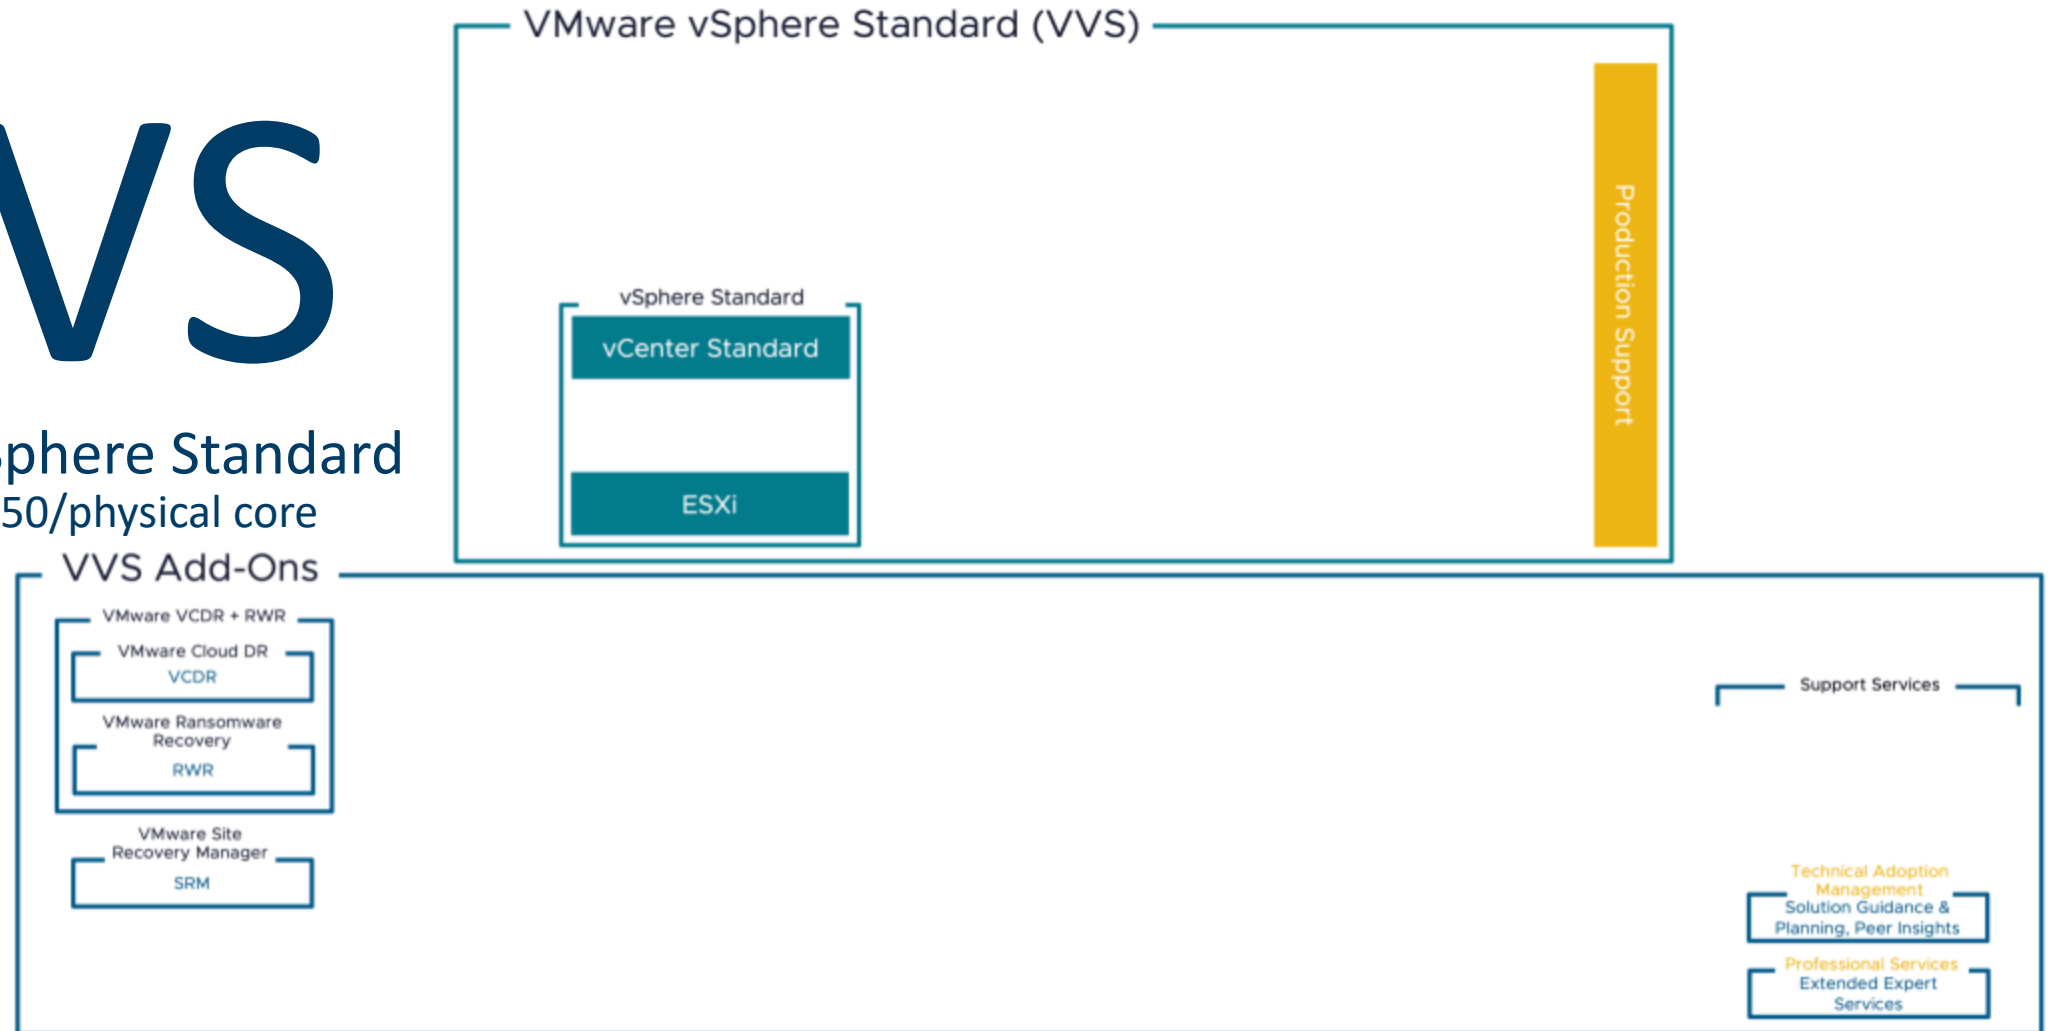 VMware vSphere Standard (VVS)
VS
Sphere Standard
50/physical core
vSphere Standard
vCenter Standard
ESXi
Production Support
VVS Add-Ons
VMware VCDR + RWR
VMware Cloud DR
VCDR
VMware Ransomware
Recovery
RWR
VMware Site
Recovery Manager
SRM
Support Services
Technical Adoption
Management
Solution Guidance &
Planning, Peer Insights
Professional Services
Extended Expert
Services